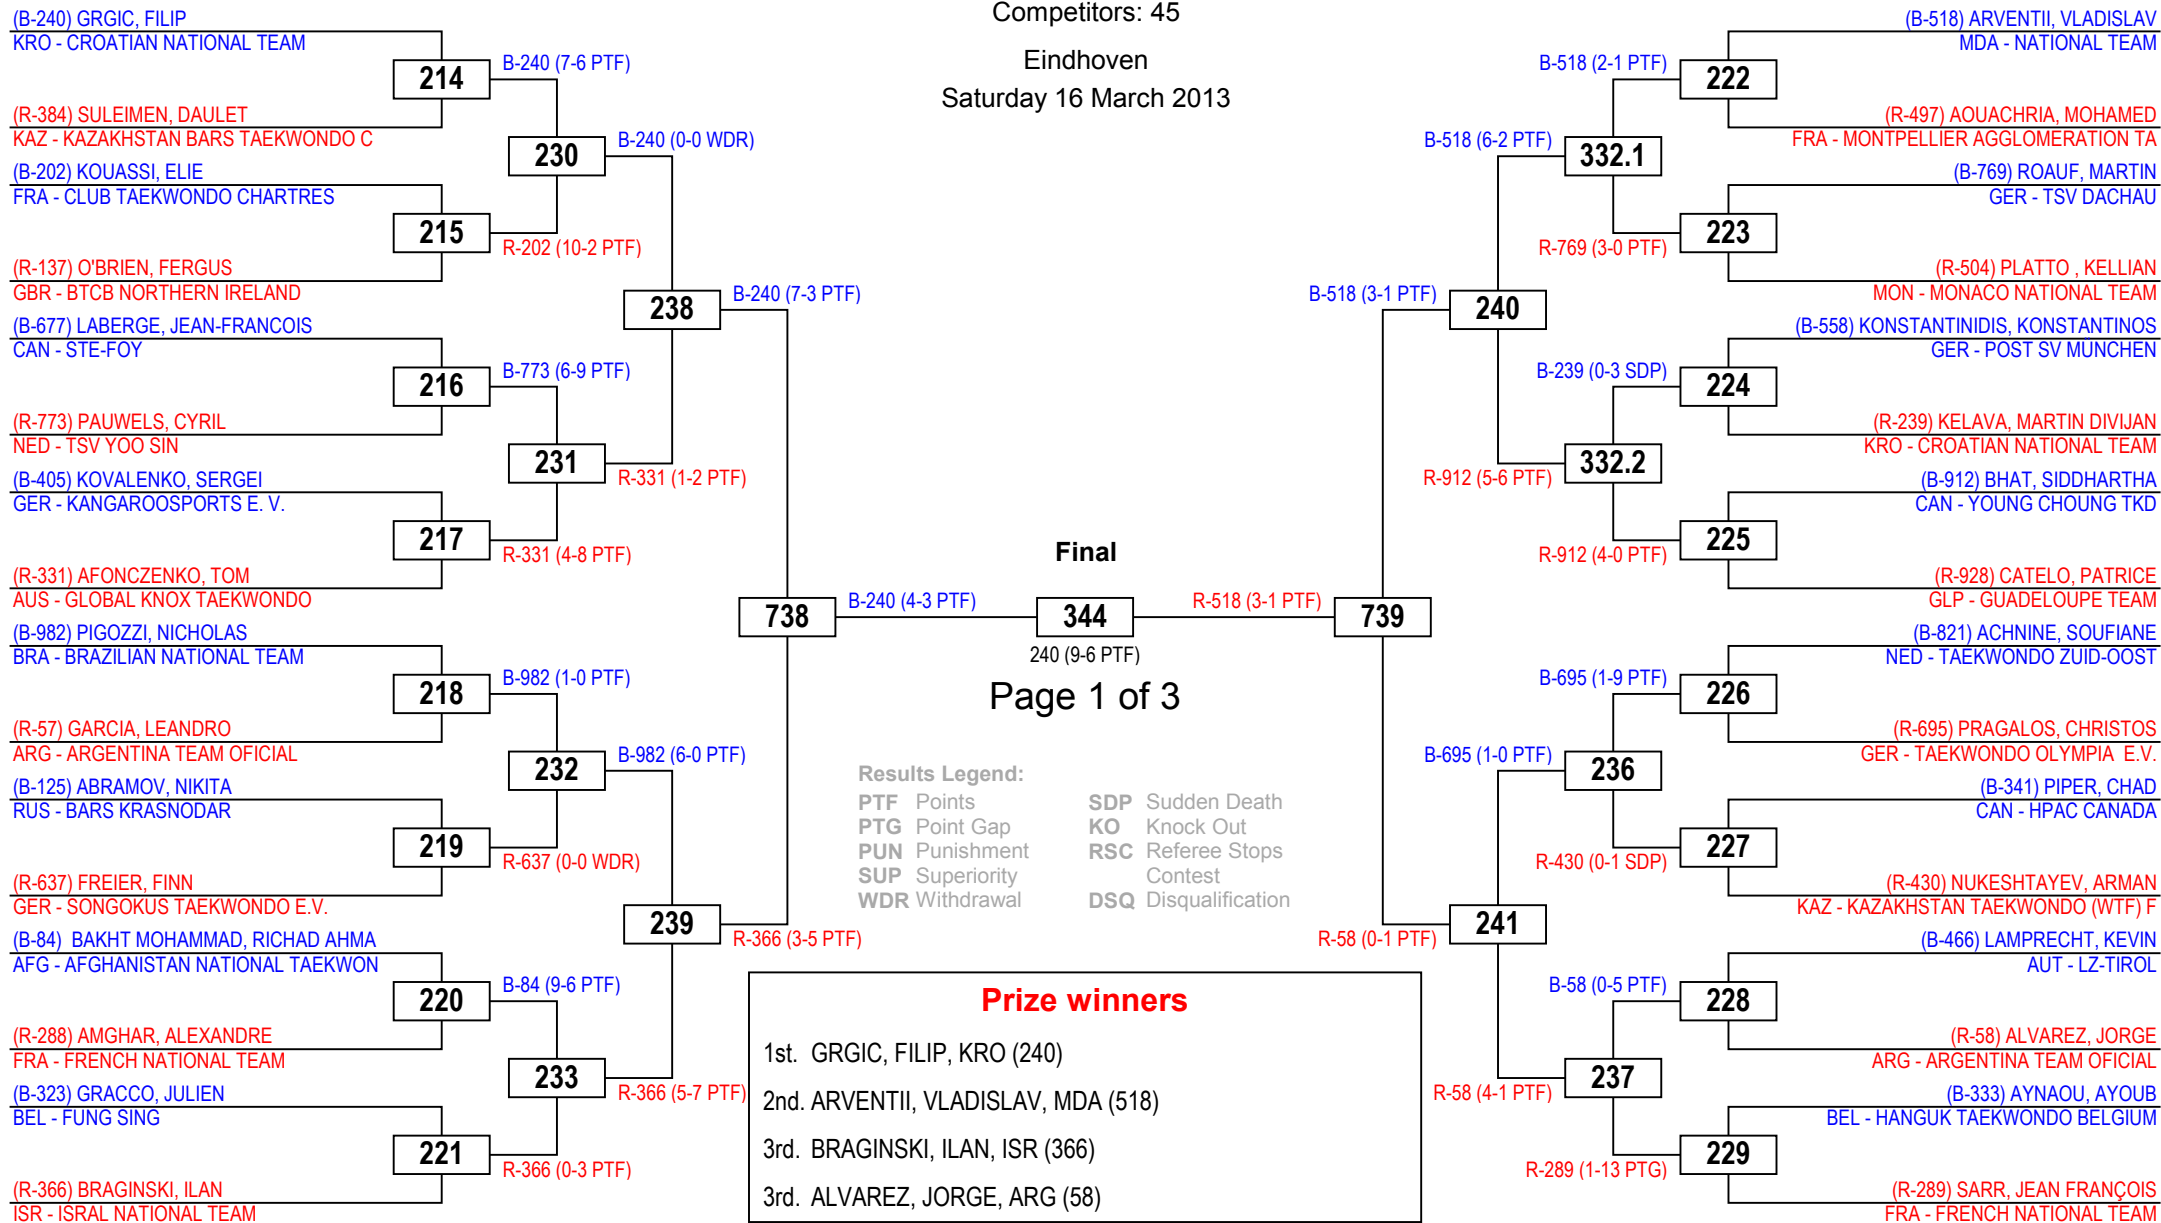 Competitors: 45
Eindhoven
Saturday 16 March 2013
(B-240) GRGIC, FILIP
KRO - CROATIAN NATIONAL TEAM
214
B-240 (7-6 PTF)
(R-384) SULEIMEN, DAULET
KAZ - KAZAKHSTAN BARS TAEKWONDO C
230
B-240 (0-0 WDR)
(B-202) KOUASSI, ELIE
FRA - CLUB TAEKWONDO CHARTRES
215
R-202 (10-2 PTF)
(R-137) O'BRIEN, FERGUS
GBR - BTCB NORTHERN IRELAND
238
B-240 (7-3 PTF)
(B-677) LABERGE, JEAN-FRANCOIS
CAN - STE-FOY
216
B-773 (6-9 PTF)
(R-773) PAUWELS, CYRIL
NED - TSV YOO SIN
231
R-331 (1-2 PTF)
(B-405) KOVALENKO, SERGEI
GER - KANGAROOSPORTS E. V.
217
R-331 (4-8 PTF)
(R-331) AFONCZENKO, TOM
AUS - GLOBAL KNOX TAEKWONDO
738
B-240 (4-3 PTF)
(B-982) PIGOZZI, NICHOLAS
BRA - BRAZILIAN NATIONAL TEAM
218
B-982 (1-0 PTF)
(R-57) GARCIA, LEANDRO
ARG - ARGENTINA TEAM OFICIAL
232
B-982 (6-0 PTF)
(B-125) ABRAMOV, NIKITA
RUS - BARS KRASNODAR
219
R-637 (0-0 WDR)
(R-637) FREIER, FINN
GER - SONGOKUS TAEKWONDO E.V.
239
R-366 (3-5 PTF)
(B-84) BAKHT MOHAMMAD, RICHAD AHMA
AFG - AFGHANISTAN NATIONAL TAEKWON
220
B-84 (9-6 PTF)
(R-288) AMGHAR, ALEXANDRE
FRA - FRENCH NATIONAL TEAM
233
R-366 (5-7 PTF)
(B-323) GRACCO, JULIEN
BEL - FUNG SING
221
R-366 (0-3 PTF)
(R-366) BRAGINSKI, ILAN
ISR - ISRAL NATIONAL TEAM
Final
344
240 (9-6 PTF)
Page 1 of 3
Results Legend:
PTF Points
SDP Sudden Death
PTG Point Gap
KO Knock Out
PUN Punishment
RSC Referee Stops
SUP Superiority
Contest
WDR Withdrawal
DSQ Disqualification
Prize winners
1st. GRGIC, FILIP, KRO (240)
2nd. ARVENTII, VLADISLAV, MDA (518)
3rd. BRAGINSKI, ILAN, ISR (366)
3rd. ALVAREZ, JORGE, ARG (58)
(B-518) ARVENTII, VLADISLAV
MDA - NATIONAL TEAM
B-518 (2-1 PTF)
222
(R-497) AOUACHRIA, MOHAMED
FRA - MONTPELLIER AGGLOMERATION TA
B-518 (6-2 PTF)
332.1
(B-769) ROAUF, MARTIN
GER - TSV DACHAU
R-769 (3-0 PTF)
223
(R-504) PLATTO , KELLIAN
MON - MONACO NATIONAL TEAM
B-518 (3-1 PTF)
240
(B-558) KONSTANTINIDIS, KONSTANTINOS
GER - POST SV MÜNCHEN
B-239 (0-3 SDP)
224
(R-239) KELAVA, MARTIN DIVIJAN
KRO - CROATIAN NATIONAL TEAM
R-912 (5-6 PTF)
332.2
(B-912) BHAT, SIDDHARTHA
CAN - YOUNG CHOUNG TKD
R-912 (4-0 PTF)
225
(R-928) CATELO, PATRICE
GLP - GUADELOUPE TEAM
R-518 (3-1 PTF)
739
(B-821) ACHNINE, SOUFIANE
NED - TAEKWONDO ZUID-OOST
B-695 (1-9 PTF)
226
(R-695) PRAGALOS, CHRISTOS
GER - TAEKWONDO OLYMPIA E.V.
B-695 (1-0 PTF)
236
(B-341) PIPER, CHAD
CAN - HPAC CANADA
R-430 (0-1 SDP)
227
(R-430) NUKESHTAYEV, ARMAN
KAZ - KAZAKHSTAN TAEKWONDO (WTF) F
R-58 (0-1 PTF)
241
(B-466) LAMPRECHT, KEVIN
AUT - LZ-TIROL
B-58 (0-5 PTF)
228
(R-58) ALVAREZ, JORGE
ARG - ARGENTINA TEAM OFICIAL
R-58 (4-1 PTF)
237
(B-333) AYNAOU, AYOUB
BEL - HANGUK TAEKWONDO BELGIUM
R-289 (1-13 PTG)
229
(R-289) SARR, JEAN FRANÇOIS
FRA - FRENCH NATIONAL TEAM